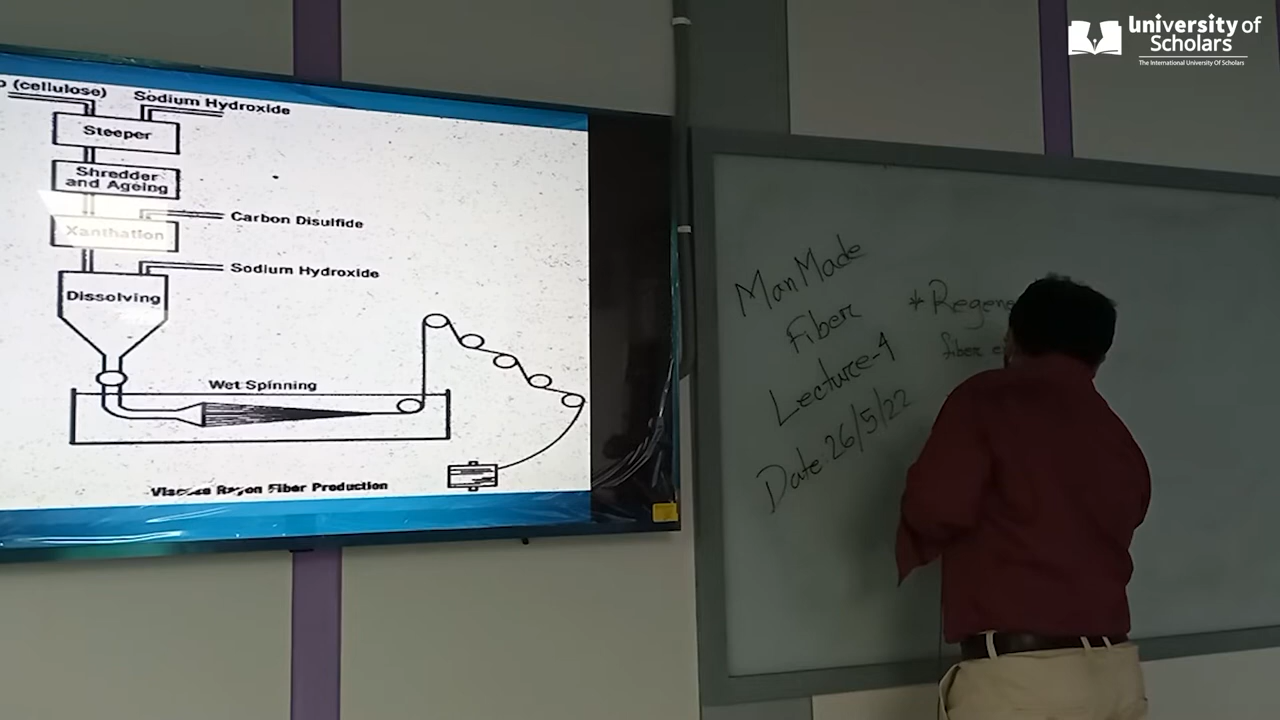 (cellulose)
Sodium Hydroxide
Steeper
Shredder
and Ageing
Carbon Disulfide
Xanthation
Sodium Hydroxide
Dissolving
Wet Spinning
Viscose Rayon Fiber Production
Man Made
Fiber
Lecture-4
Date: 26/5/22
* Regene
fiber
University of
Scholars
The International University Of Scholars